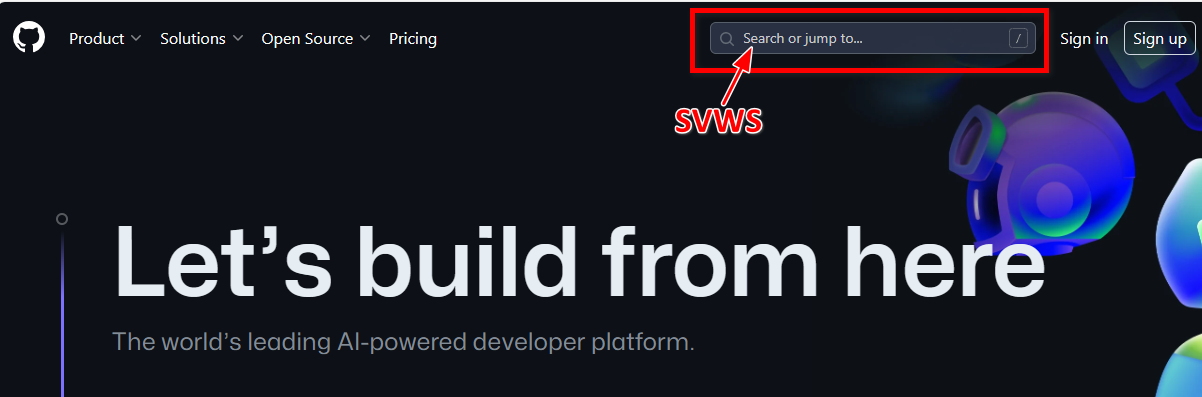 Product Solutions Open Source Pricing Search or jump to... / Sign in Sign up
SVWS
Let’s build from here
The world’s leading AI-powered developer platform.